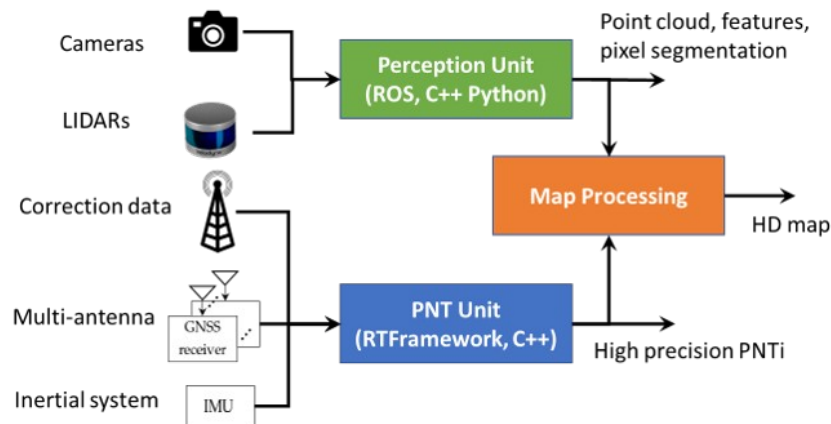 Cameras
LIDARs
Correction data
Multi-antenna
GNSS
receiver
Inertial system
IMU
Perception Unit
(ROS, C++ Python)
PNT Unit
(RTFramework, C++)
Point cloud, features,
pixel segmentation
Map Processing
HD map
High precision PNTi